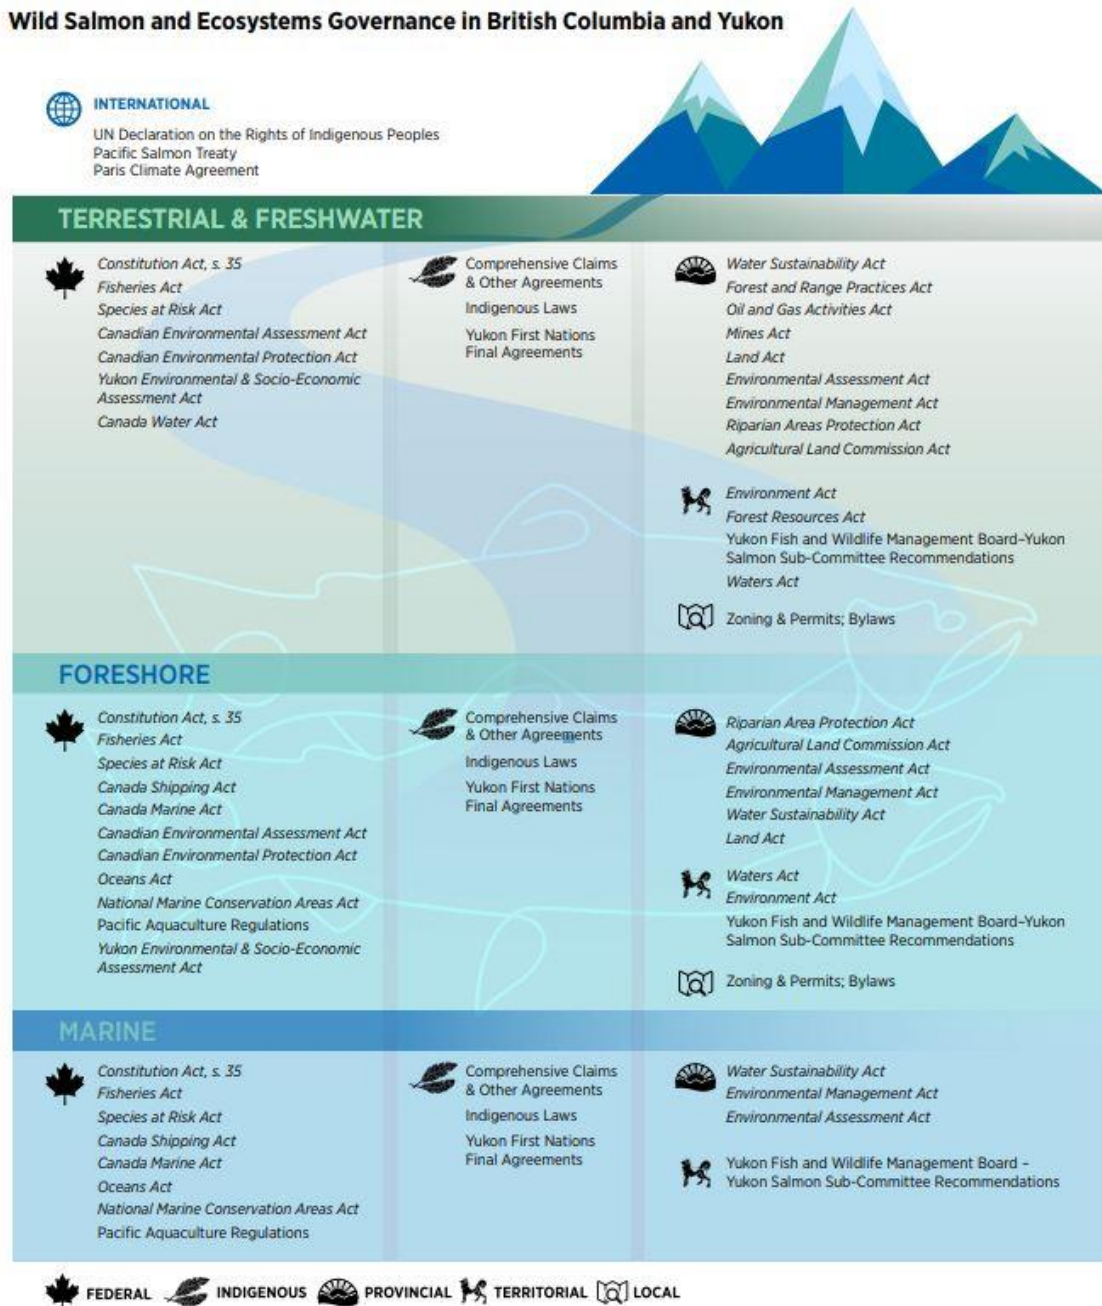 Wild Salmon and Ecosystems Governance in British Columbia and Yukon
INTERNATIONAL
UN Declaration on the Rights of Indigenous Peoples
Pacific Salmon Treaty
Paris Climate Agreement
TERRESTRIAL & FRESHWATER
Constitution Act, s. 35
Fisheries Act
Species at Risk Act
Canadian Environmental Assessment Act
Canadian Environmental Protection Act
Yukon Environmental & Socio-Economic
Assessment Act
Canada Water Act
Comprehensive Claims
& Other Agreements
Indigenous Laws
Yukon First Nations
Final Agreements
Water Sustainability Act
Forest and Range Practices Act
Oil and Gas Activities Act
Mines Act
Land Act
Environmental Assessment Act
Environmental Management Act
Riparian Areas Protection Act
Agricultural Land Commission Act
Environment Act
Forest Resources Act
Yukon Fish and Wildlife Management Board–Yukon
Salmon Sub-Committee Recommendations
Waters Act
Zoning & Permits; Bylaws
FORESHORE
Constitution Act, s. 35
Fisheries Act
Species at Risk Act
Canada Shipping Act
Canada Marine Act
Canadian Environmental Assessment Act
Canadian Environmental Protection Act
Oceans Act
National Marine Conservation Areas Act
Pacific Aquaculture Regulations
Yukon Environmental & Socio-Economic
Assessment Act
Comprehensive Claims
& Other Agreements
Indigenous Laws
Yukon First Nations
Final Agreements
Riparian Area Protection Act
Agricultural Land Commission Act
Environmental Assessment Act
Environmental Management Act
Water Sustainability Act
Land Act
Waters Act
Environment Act
Yukon Fish and Wildlife Management Board–Yukon
Salmon Sub-Committee Recommendations
Zoning & Permits; Bylaws
MARINE
Constitution Act, s. 35
Fisheries Act
Species at Risk Act
Canada Shipping Act
Canada Marine Act
Oceans Act
National Marine Conservation Areas Act
Pacific Aquaculture Regulations
Comprehensive Claims
& Other Agreements
Indigenous Laws
Yukon First Nations
Final Agreements
Water Sustainability Act
Environmental Management Act
Environmental Assessment Act
Yukon Fish and Wildlife Management Board –
Yukon Salmon Sub-Committee Recommendations
FEDERAL INDIGENOUS PROVINCIAL TERRITORIAL LOCAL